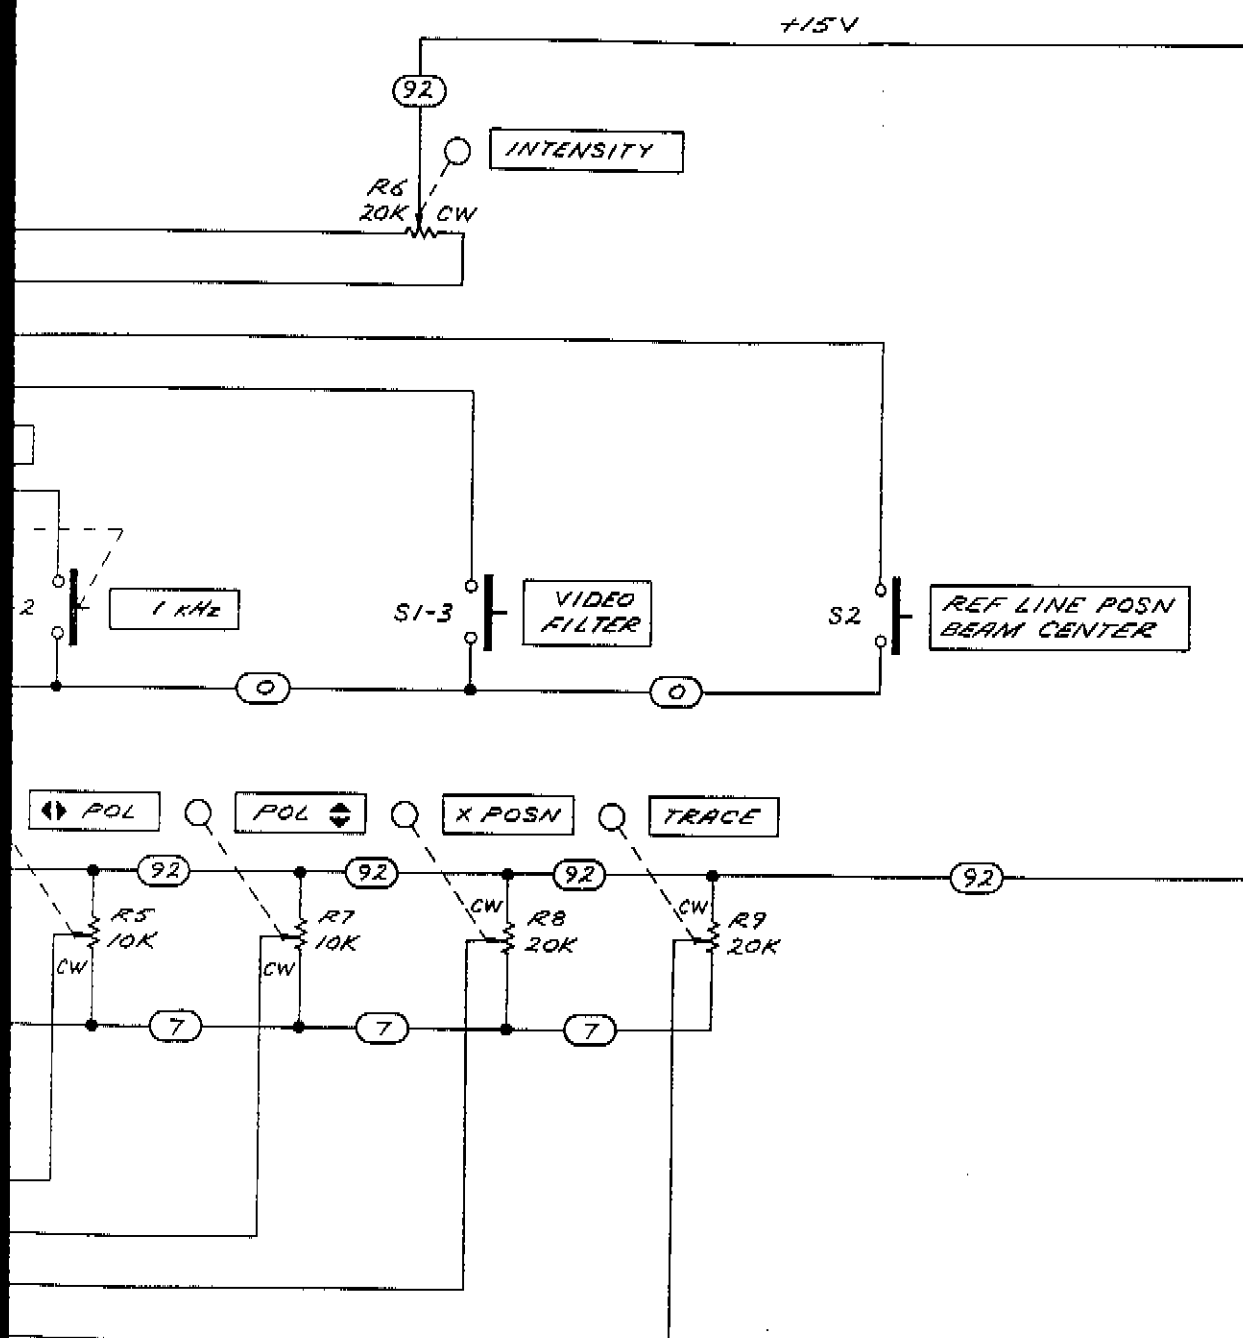 +15V
92
INTENSITY
R6
20K CW
2
1 KHz
S1-3
VIDEO
FILTER
S2
REF LINE POSN
BEAM CENTER
0
0
POL
POL
X POSN
TRACE
92
92
92
92
R5
10K
CW
R7
10K
CW
CW
R8
20K
CW
R9
20K
7
7
7